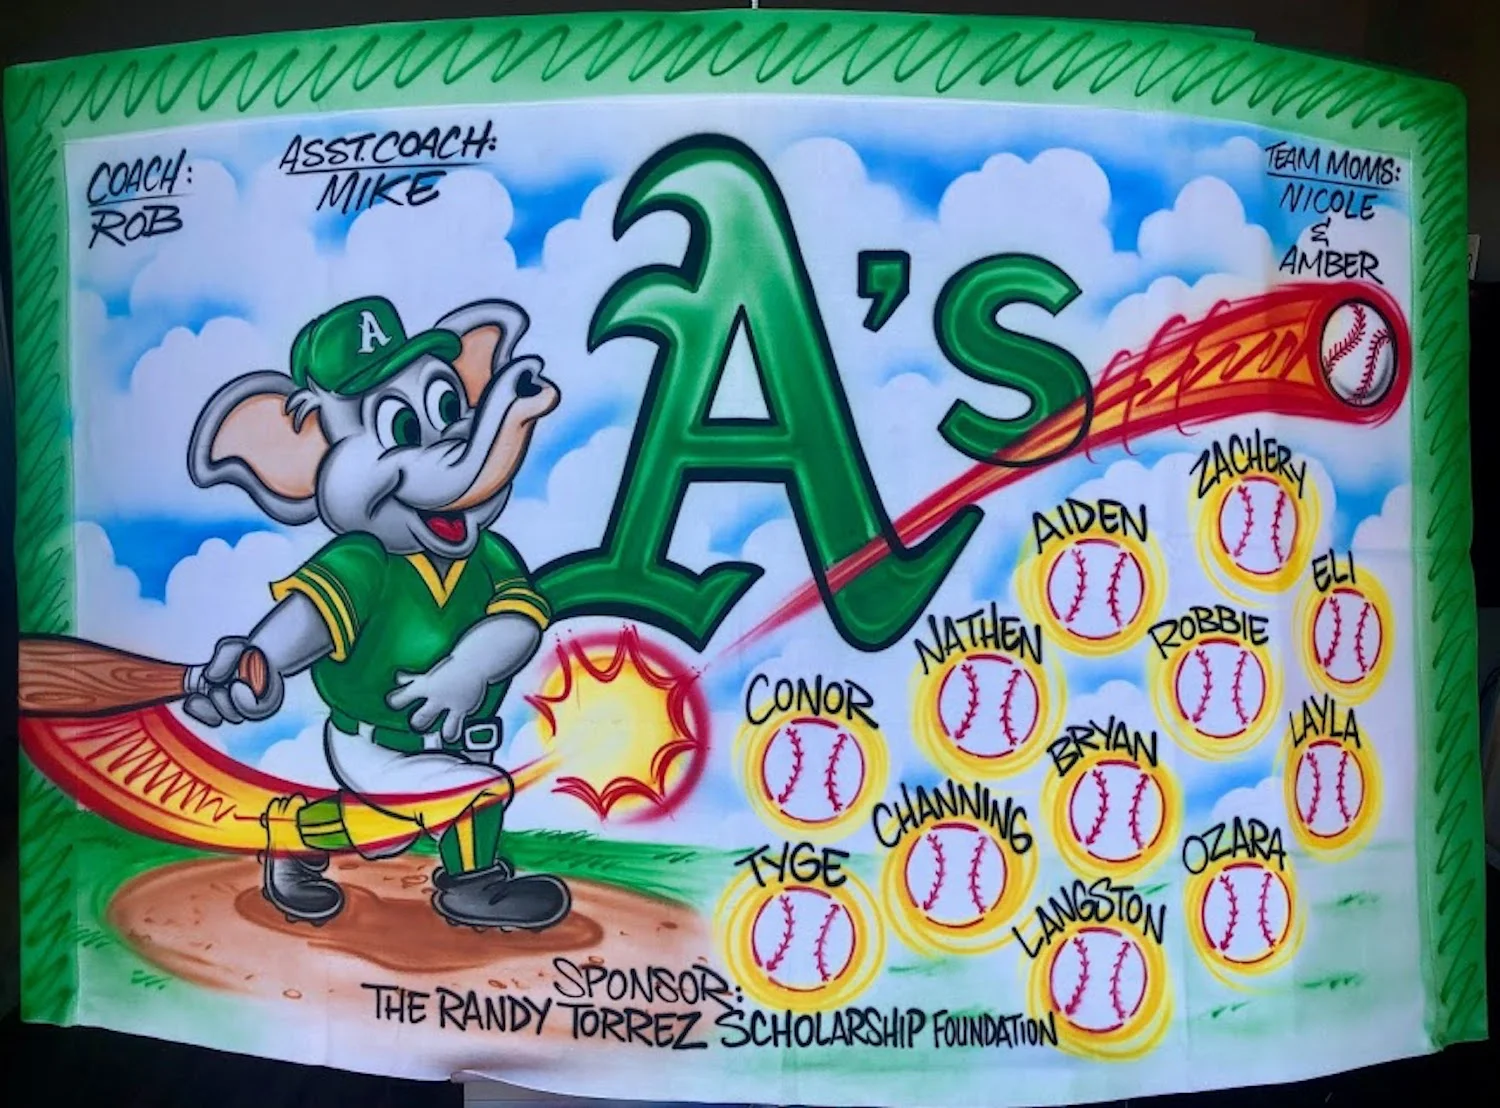 COACH:
ROB
ASST. COACH:
MIKE
TEAM MOMS:
NICOLE
&
AMBER
A's
A
ZACHERY
AIDEN
ELI
NATHEN
ROBBIE
CONOR
LAYLA
BRYAN
CHANNING
OZARA
TYGE
LANGSTON
SPONSOR:
THE RANDY TORREZ SCHOLARSHIP FOUNDATION